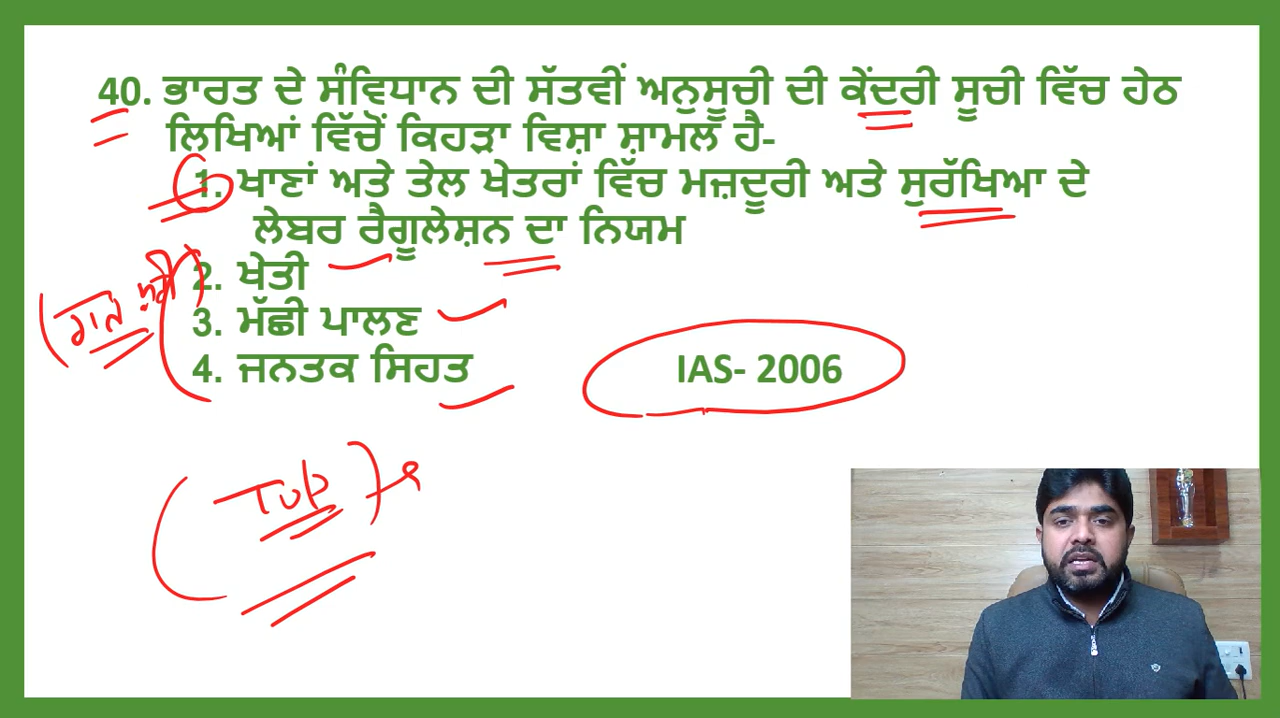 40. ਭਾਰਤ ਦੇ ਸੰਵਿਧਾਨ ਦੀ ਸੱਤਵੀਂ ਅਨੁਸੂਚੀ ਦੀ ਕੇਂਦਰੀ ਸੂਚੀ ਵਿੱਚ ਹੇਠ
ਲਿਖਿਆਂ ਵਿੱਚੋਂ ਕਿਹੜਾ ਵਿਸ਼ਾ ਸ਼ਾਮਲ ਹੈ-
1. ਖਾਣਾਂ ਅਤੇ ਤੇਲ ਖੇਤਰਾਂ ਵਿੱਚ ਮਜ਼ਦੂਰੀ ਅਤੇ ਸੁਰੱਖਿਆ ਦੇ
ਲੇਬਰ ਰੈਗੂਲੇਸ਼ਨ ਦਾ ਨਿਯਮ
2. ਖੇਤੀ
3. ਮੱਛੀ ਪਾਲਣ
4. ਜਨਤਕ ਸਿਹਤ
IAS- 2006